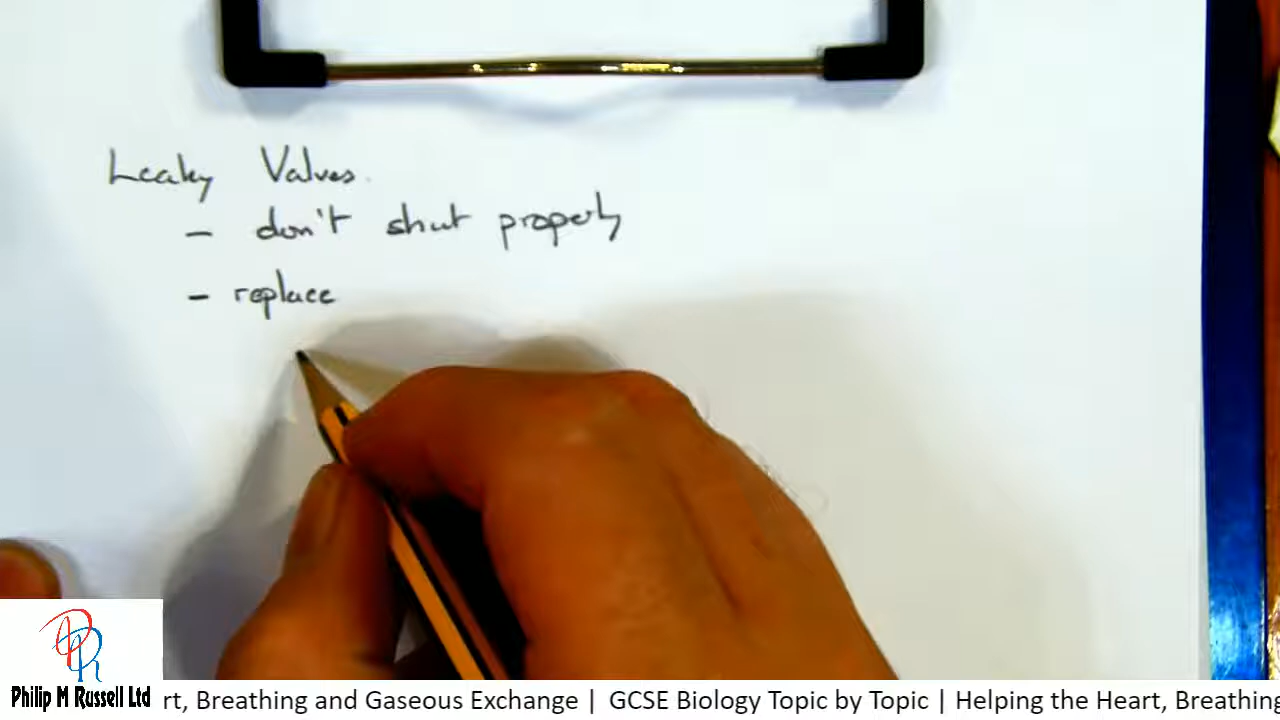 Leaky Valves.
- don't shut properly
- replace
Philip M Russell Ltd
rt, Breathing and Gaseous Exchange | GCSE Biology Topic by Topic | Helping the Heart, Breathing